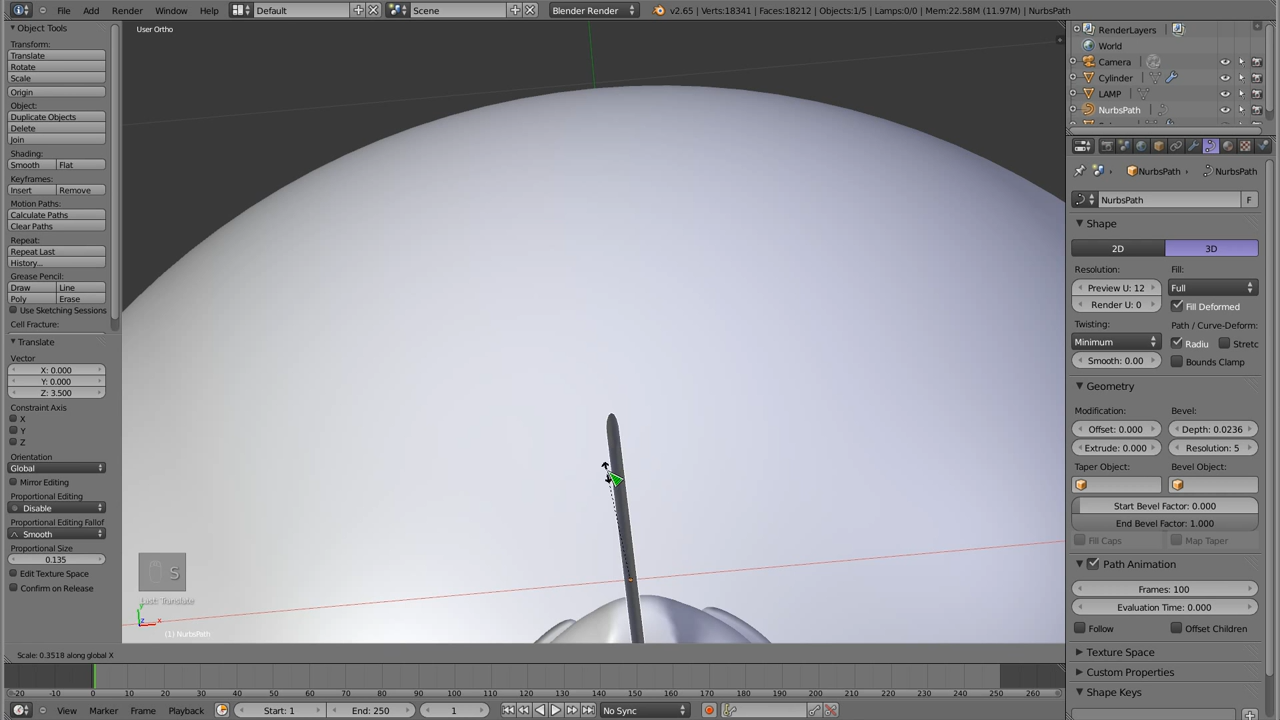 File Add Render Window Help Default Scene Blender Render v2.65 | Verts:18341 | Faces:18212 | Objects:1/5 | Lamps:0/0 | Mem:22.58M (11.97M) | NurbsPath
Object Tools
Transform:
Translate
Rotate
Scale
Origin
Object:
Duplicate Objects
Delete
Join
Shading:
Smooth Flat
Keyframes:
Insert Remove
Motion Paths:
Calculate Paths
Clear Paths
Repeat:
Repeat Last
History...
Grease Pencil:
Draw Line
Poly Erase
Use Sketching Sessions
Cell Fracture:
Translate
Vector
X: 0.000
Y: 0.000
Z: 3.500
Constraint Axis
X
Y
Z
Orientation
Global
Mirror Editing
Proportional Editing
Disable
Proportional Editing Fallof
Smooth
Proportional Size
0.135
Edit Texture Space
Confirm on Release
User Ortho
S
Last: Translate
y
z x
(1) NurbsPath
Scale: 0.3518 along global X
RenderLayers
World
Camera
Cylinder
LAMP
NurbsPath
NurbsPath NurbsPath
NurbsPath F
Shape
2D 3D
Resolution: Fill:
Preview U: 12 Full
Render U: 0 Fill Deformed
Twisting: Path / Curve-Deform:
Minimum Radiu Stretc
Smooth: 0.00 Bounds Clamp
Geometry
Modification: Bevel:
Offset: 0.000 Depth: 0.0236
Extrude: 0.000 Resolution: 5
Taper Object: Bevel Object:
Start Bevel Factor: 0.000
End Bevel Factor: 1.000
Fill Caps Map Taper
Path Animation
Frames: 100
Evaluation Time: 0.000
Follow Offset Children
Texture Space
Custom Properties
Shape Keys
-20 -10 0 10 20 30 40 50 60 70 80 90 100 110 120 130 140 150 160 170 180 190 200 210 220 230 240 250 260
View Marker Frame Playback Start: 1 End: 250 1 No Sync